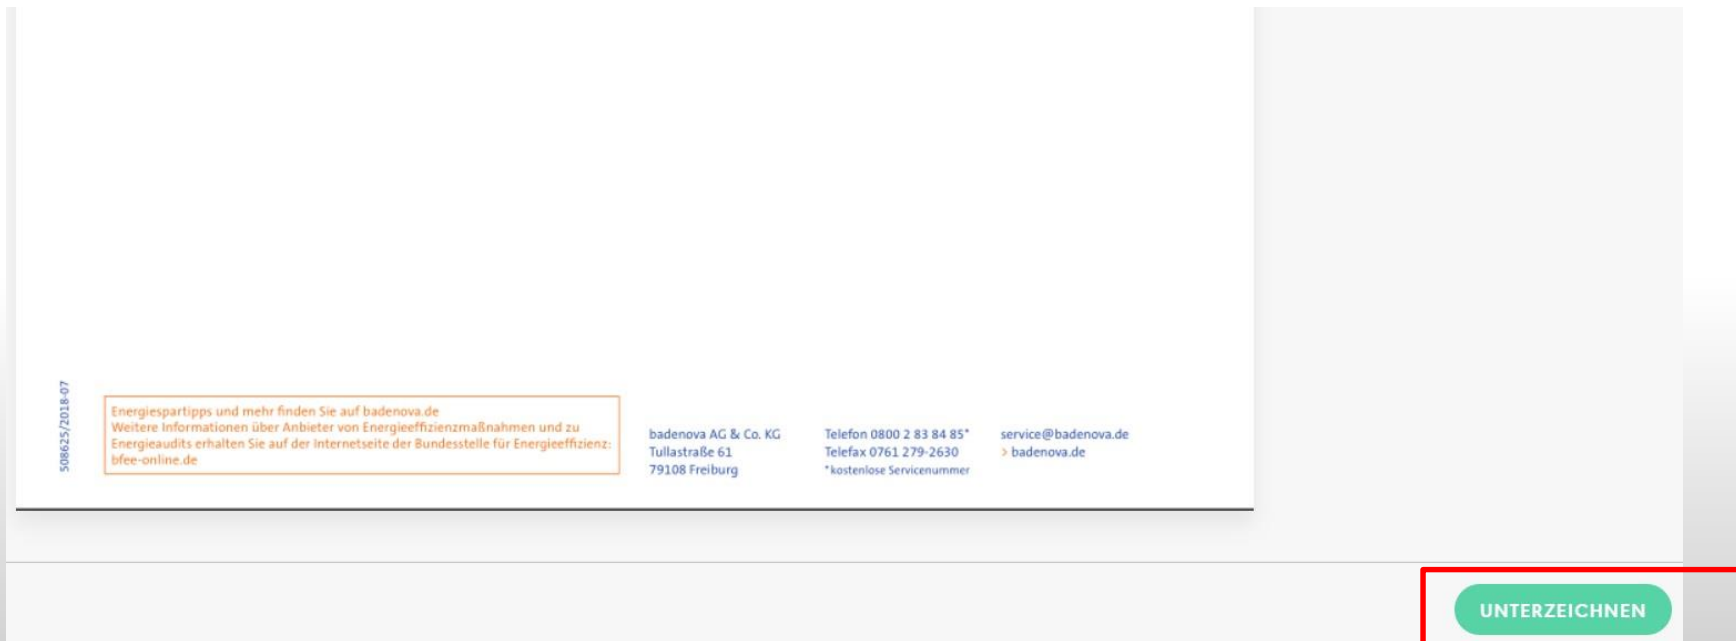 508625/2018-07
Energiespartipps und mehr finden Sie auf badenova.de
Weitere Informationen über Anbieter von Energieeffizienzmaßnahmen und zu
Energieaudits erhalten Sie auf der Internetseite der Bundesstelle für Energieeffizienz:
bfee-online.de
badenova AG & Co. KG
Tullastraße 61
79108 Freiburg
Telefon 0800 2 83 84 85*
Telefax 0761 279-2630
*kostenlose Servicenummer
service@badenova.de
> badenova.de
UNTERZEICHNEN